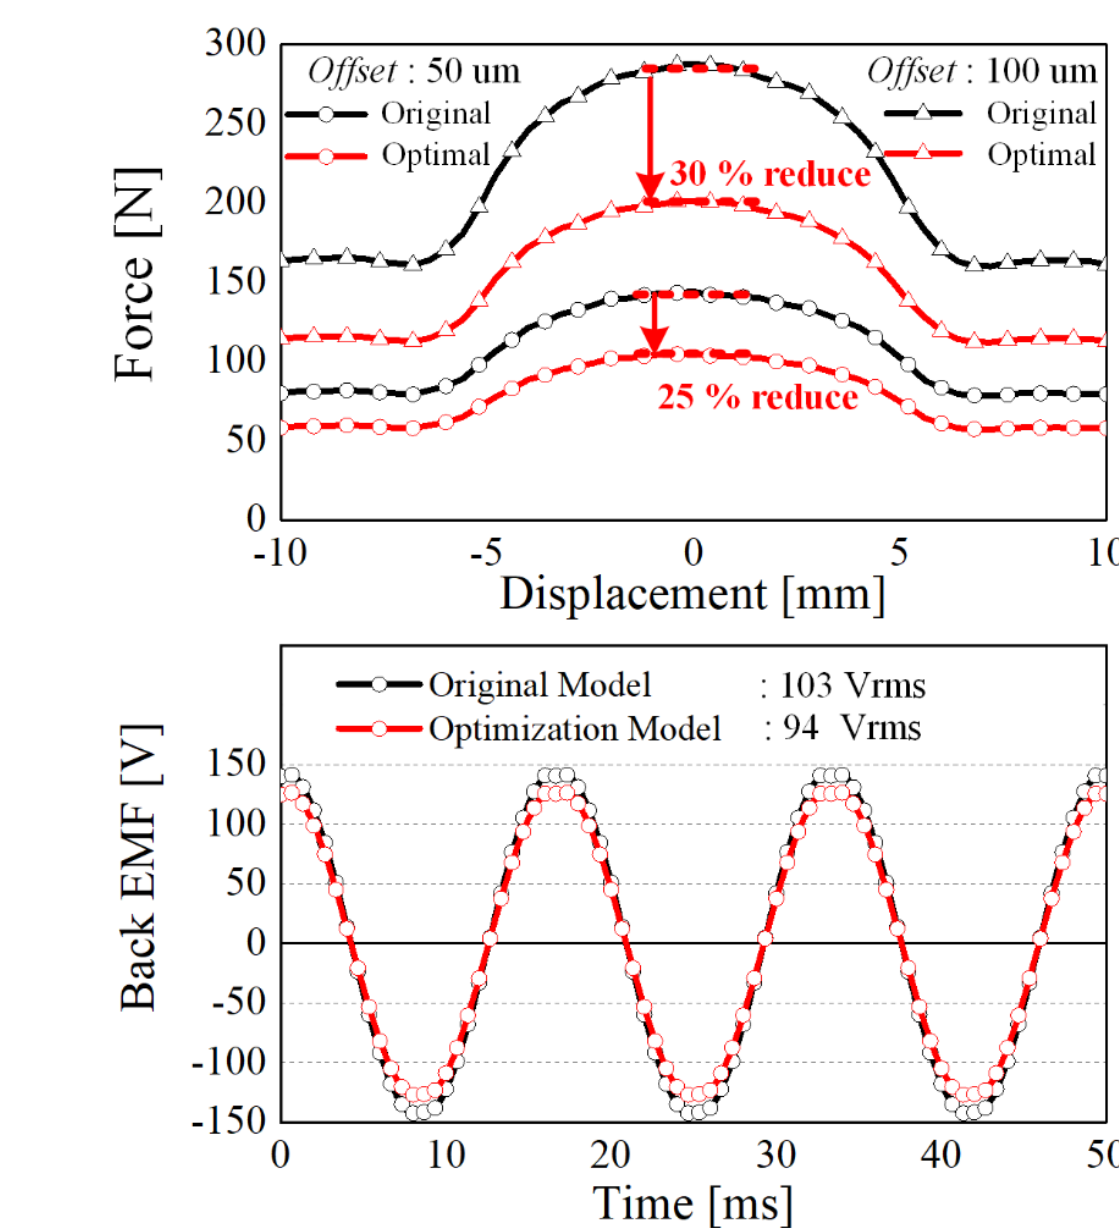 300
250
200
150
100
50
0
Force [N]
Offset : 50 um
Original
Optimal
Offset : 100 um
Original
Optimal
30 % reduce
25 % reduce
-10 -5 0 5 10
Displacement [mm]
Original Model : 103 Vrms
Optimization Model : 94 Vrms
150
100
50
0
-50
-100
-150
Back EMF [V]
0 10 20 30 40 50
Time [ms]